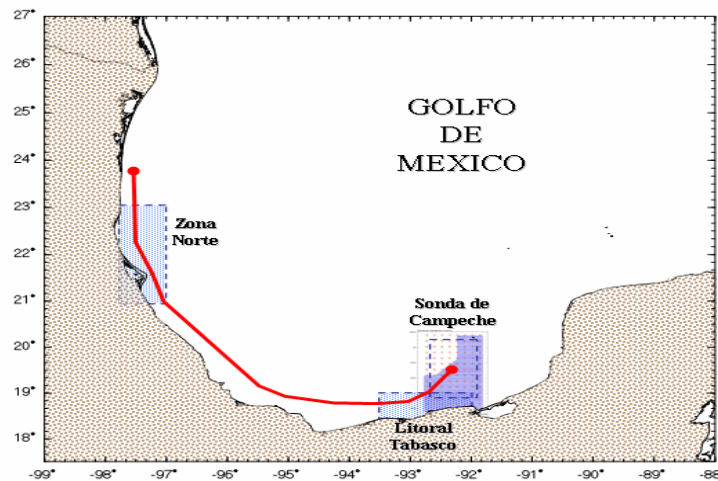 27°
26°
25°
24°
23°
22°
21°
20°
19°
18°
GOLFO
DE
MEXICO
Zona
Norte
Sonda de
Campeche
Litoral
Tabasco
-99° -98° -97° -96° -95° -94° -93° -92° -91° -90° -89° -88